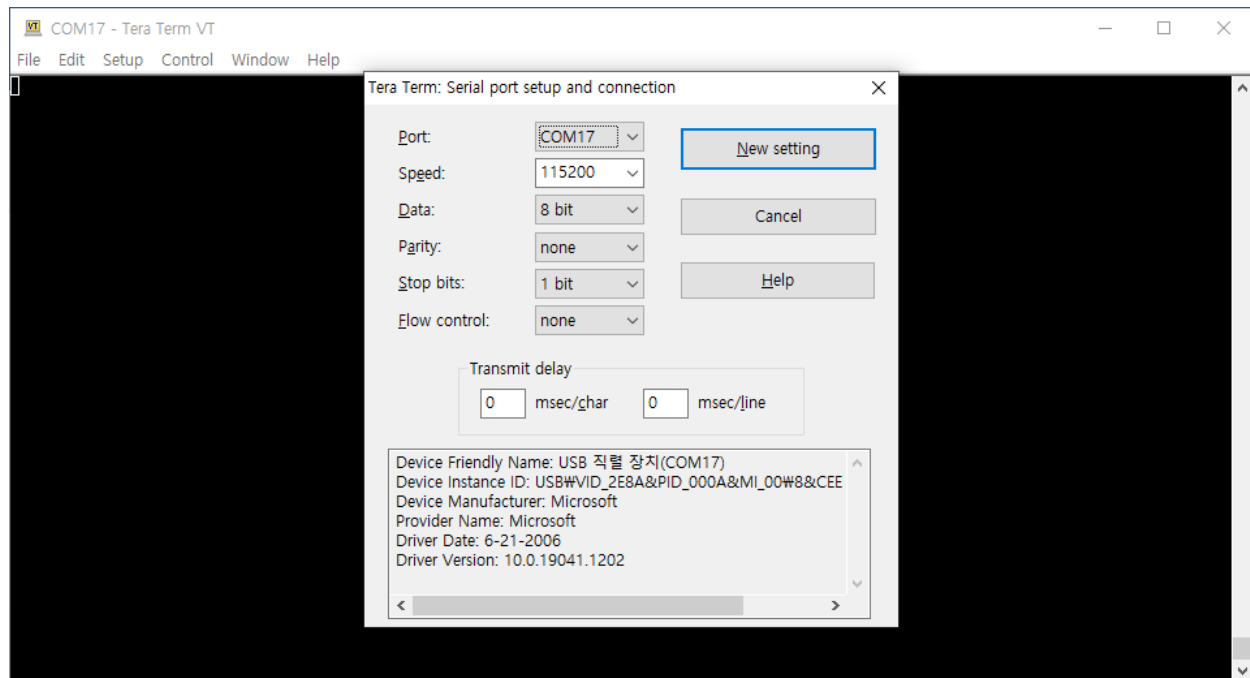 COM17 - Tera Term VT
File Edit Setup Control Window Help
Tera Term: Serial port setup and connection
Port: COM17 New setting
Speed: 115200
Data: 8 bit Cancel
Parity: none
Stop bits: 1 bit Help
Flow control: none
Transmit delay
0 msec/char 0 msec/line
Device Friendly Name: USB 직렬 장치(COM17)
Device Instance ID: USB₩VID_2E8A&PID_000A&MI_00₩8&CEE
Device Manufacturer: Microsoft
Provider Name: Microsoft
Driver Date: 6-21-2006
Driver Version: 10.0.19041.1202